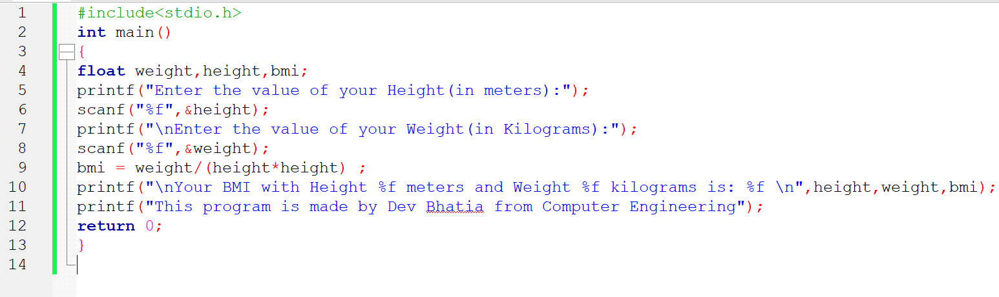 1 #include<stdio.h>
2 int main()
3 {
4 float weight,height,bmi;
5 printf("Enter the value of your Height(in meters):");
6 scanf("%f",&height);
7 printf("\nEnter the value of your Weight(in Kilograms):");
8 scanf("%f",&weight);
9 bmi = weight/(height*height) ;
10 printf("\nYour BMI with Height %f meters and Weight %f kilograms is: %f \n",height,weight,bmi);
11 printf("This program is made by Dev Bhatia from Computer Engineering");
12 return 0;
13 }
14